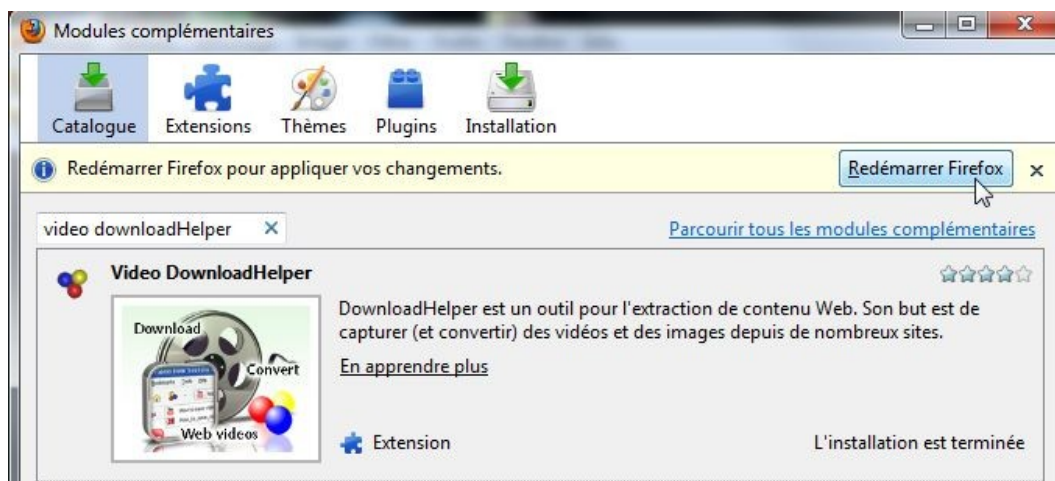 Modules complémentaires
Catalogue Extensions Thèmes Plugins Installation
Redémarrer Firefox pour appliquer vos changements. Redémarrer Firefox
video downloadHelper Parcourir tous les modules complémentaires
Video DownloadHelper
DownloadHelper est un outil pour l'extraction de contenu Web. Son but est de
capturer (et convertir) des vidéos et des images depuis de nombreux sites.
En apprendre plus
Download
Convert
Web videos
Extension L'installation est terminée